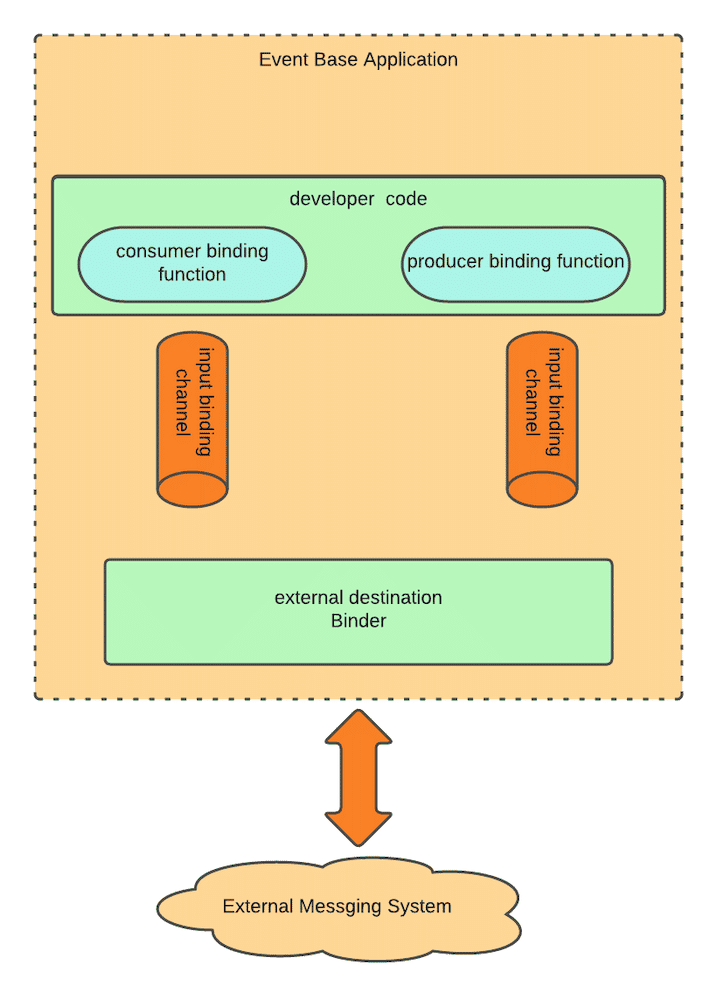 Event Base Application
developer code
consumer binding
function
producer binding function
input binding
channel
input binding
channel
external destination
Binder
External Messging System